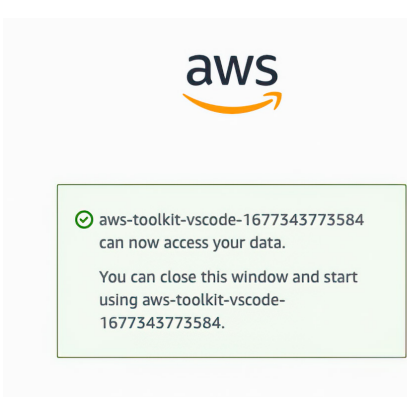 aws
aws-toolkit-vscode-1677343773584
can now access your data.
You can close this window and start
using aws-toolkit-vscode-
1677343773584.